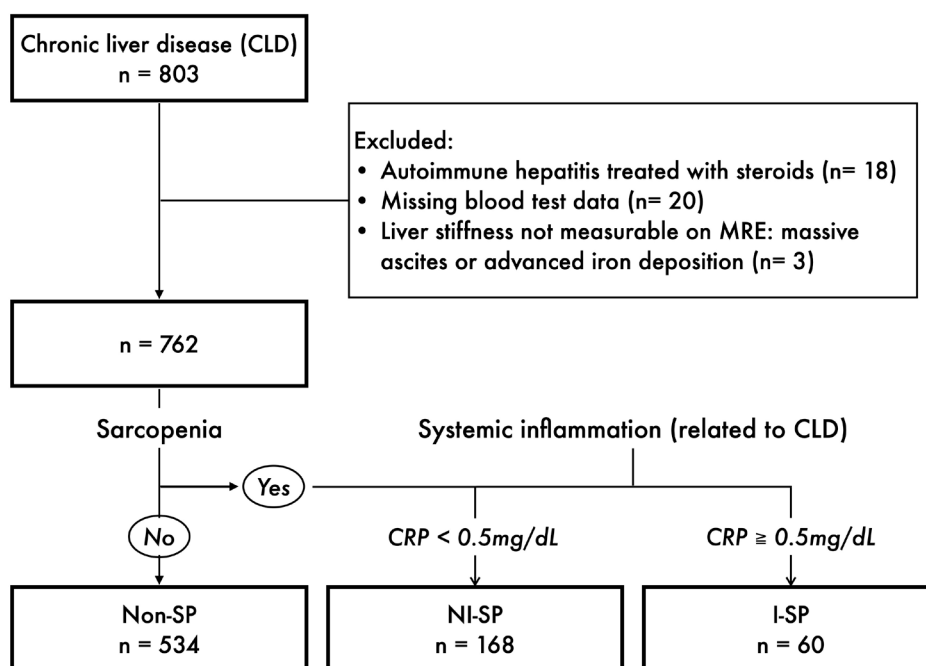 Chronic liver disease (CLD)
n = 803
Excluded:
• Autoimmune hepatitis treated with steroids (n= 18)
• Missing blood test data (n= 20)
• Liver stiffness not measurable on MRE: massive
ascites or advanced iron deposition (n= 3)
n = 762
Sarcopenia
Systemic inflammation (related to CLD)
Yes
No
CRP < 0.5mg/dL
CRP ≧ 0.5mg/dL
Non-SP
n = 534
NI-SP
n = 168
I-SP
n = 60